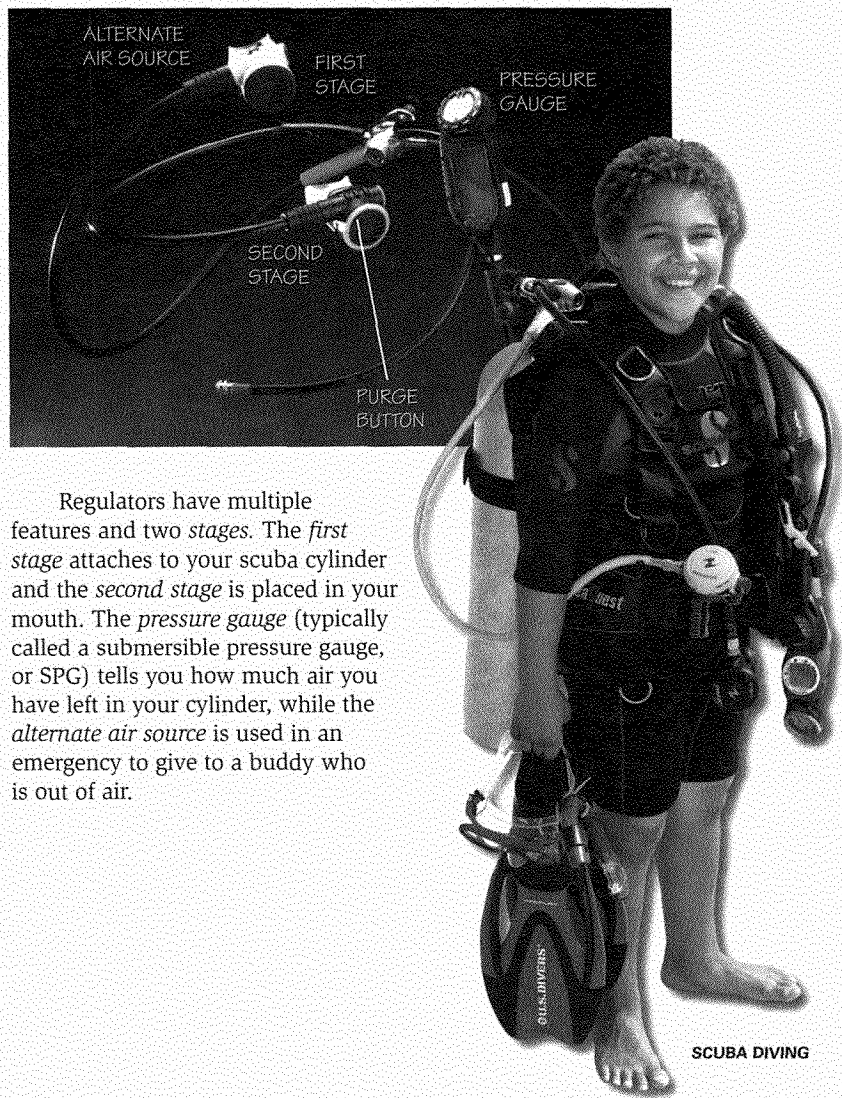 ALTERNATE
AIR SOURCE
FIRST
STAGE
PRESSURE
GAUGE
SECOND
STAGE
PURGE
BUTTON
Regulators have multiple
features and two stages. The first
stage attaches to your scuba cylinder
and the second stage is placed in your
mouth. The pressure gauge (typically
called a submersible pressure gauge,
or SPG) tells you how much air you
have left in your cylinder, while the
alternate air source is used in an
emergency to give to a buddy who
is out of air.
U.S.DIVERS
SCUBA DIVING